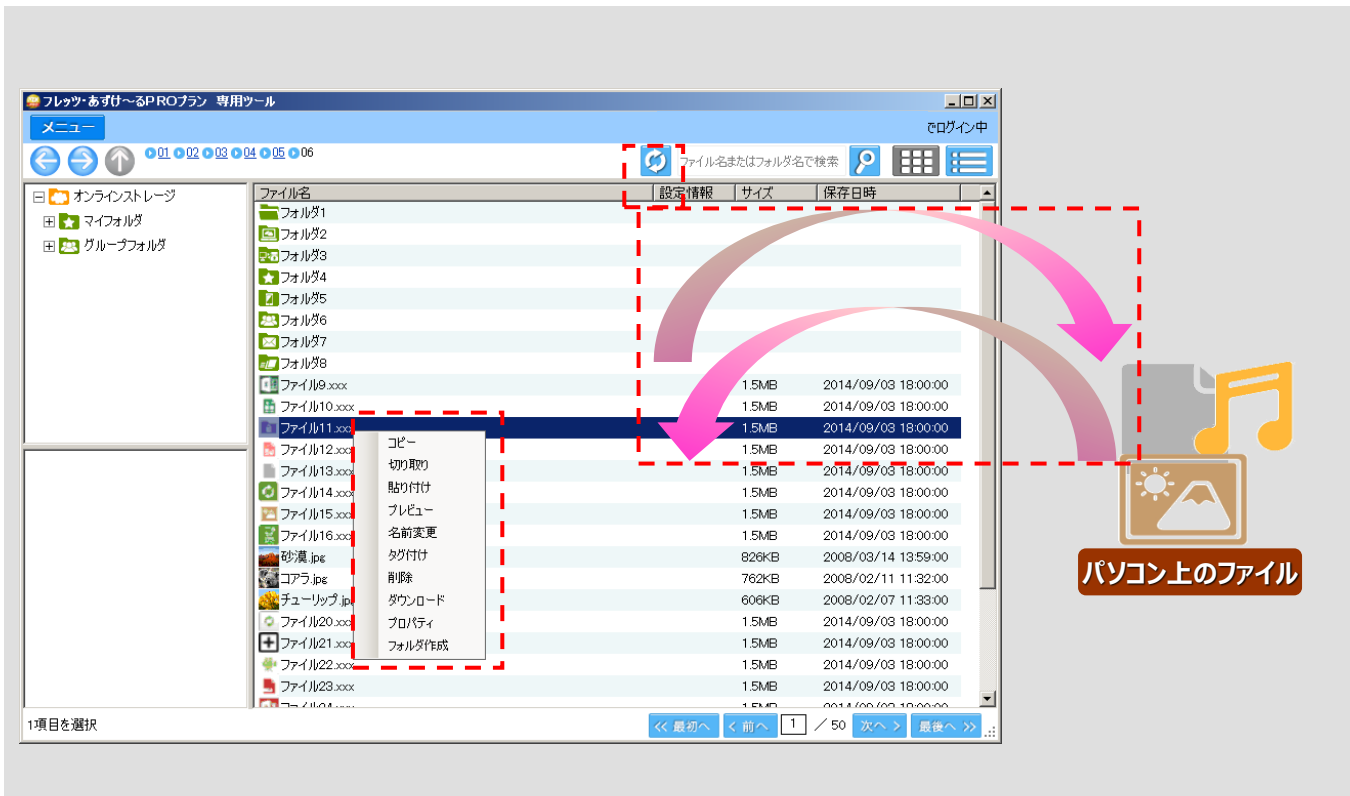 フレッツ・あずけ~るPROプラン 専用ツール
メニュー
でログイン中
01 02 03 04 05 06
ファイル名またはフォルダ名で検索
オンラインストレージ
マイフォルダ
グループフォルダ
ファイル名 設定情報 サイズ 保存日時
フォルダ1
フォルダ2
フォルダ3
フォルダ4
フォルダ5
フォルダ6
フォルダ7
フォルダ8
ファイル9.xxx 1.5MB 2014/09/03 18:00:00
ファイル10.xxx 1.5MB 2014/09/03 18:00:00
ファイル11.xxx 1.5MB 2014/09/03 18:00:00
ファイル12.xxx 1.5MB 2014/09/03 18:00:00
ファイル13.xxx 1.5MB 2014/09/03 18:00:00
ファイル14.xxx 1.5MB 2014/09/03 18:00:00
ファイル15.xxx 1.5MB 2014/09/03 18:00:00
ファイル16.xxx 1.5MB 2014/09/03 18:00:00
砂漠.jpg 826KB 2008/03/14 13:59:00
コアラ.jpg 762KB 2008/02/11 11:32:00
チューリップ.jp 606KB 2008/02/07 11:33:00
ファイル20.xxx 1.5MB 2014/09/03 18:00:00
ファイル21.xxx 1.5MB 2014/09/03 18:00:00
ファイル22.xxx 1.5MB 2014/09/03 18:00:00
ファイル23.xxx 1.5MB 2014/09/03 18:00:00
コピー
切り取り
貼り付け
プレビュー
名前変更
タグ付け
削除
ダウンロード
プロパティ
フォルダ作成
パソコン上のファイル
1項目を選択
<< 最初へ < 前へ 1 / 50 次へ > 最後へ >>